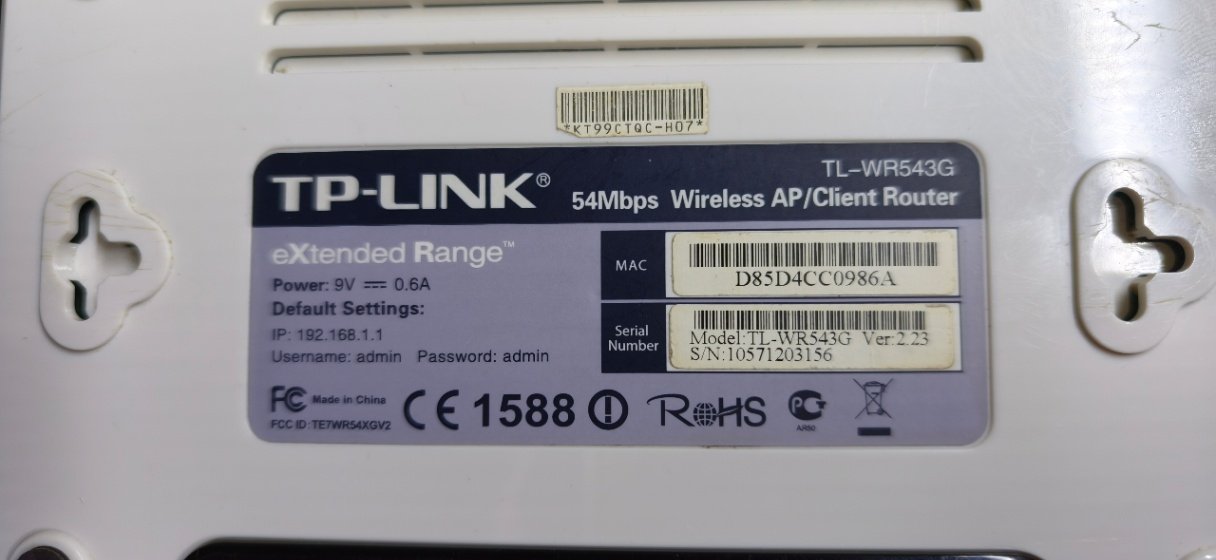 *KT99CTQC-H07*
TP-LINK®
TL-WR543G
54Mbps Wireless AP/Client Router
eXtended Range™
Power: 9V ⎓ 0.6A
Default Settings:
IP: 192.168.1.1
Username: admin Password: admin
MAC
D85D4CC0986A
Serial
Number
Model:TL-WR543G Ver:2.23
S/N:10571203156
FC Made in China
FCC ID: TE7WR54XGV2
CE 1588
RoHS
PCT
AR60